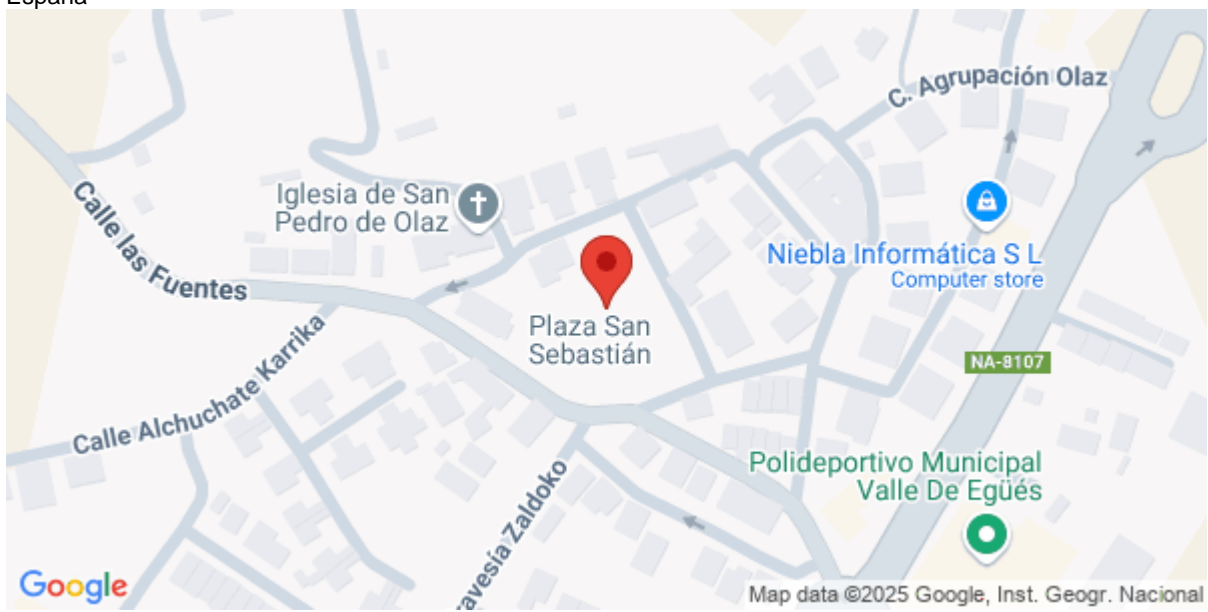 España
C. Agrupación Olaz
Iglesia de San
Pedro de Olaz
Calle las Fuentes
Niebla Informática S L
Computer store
Plaza San
Sebastián
NA-8107
Calle Alchuchate Karrika
Polideportivo Municipal
Valle De Egüés
avesía Zaldoko
Google
Map data ©2025 Google, Inst. Geogr. Nacional